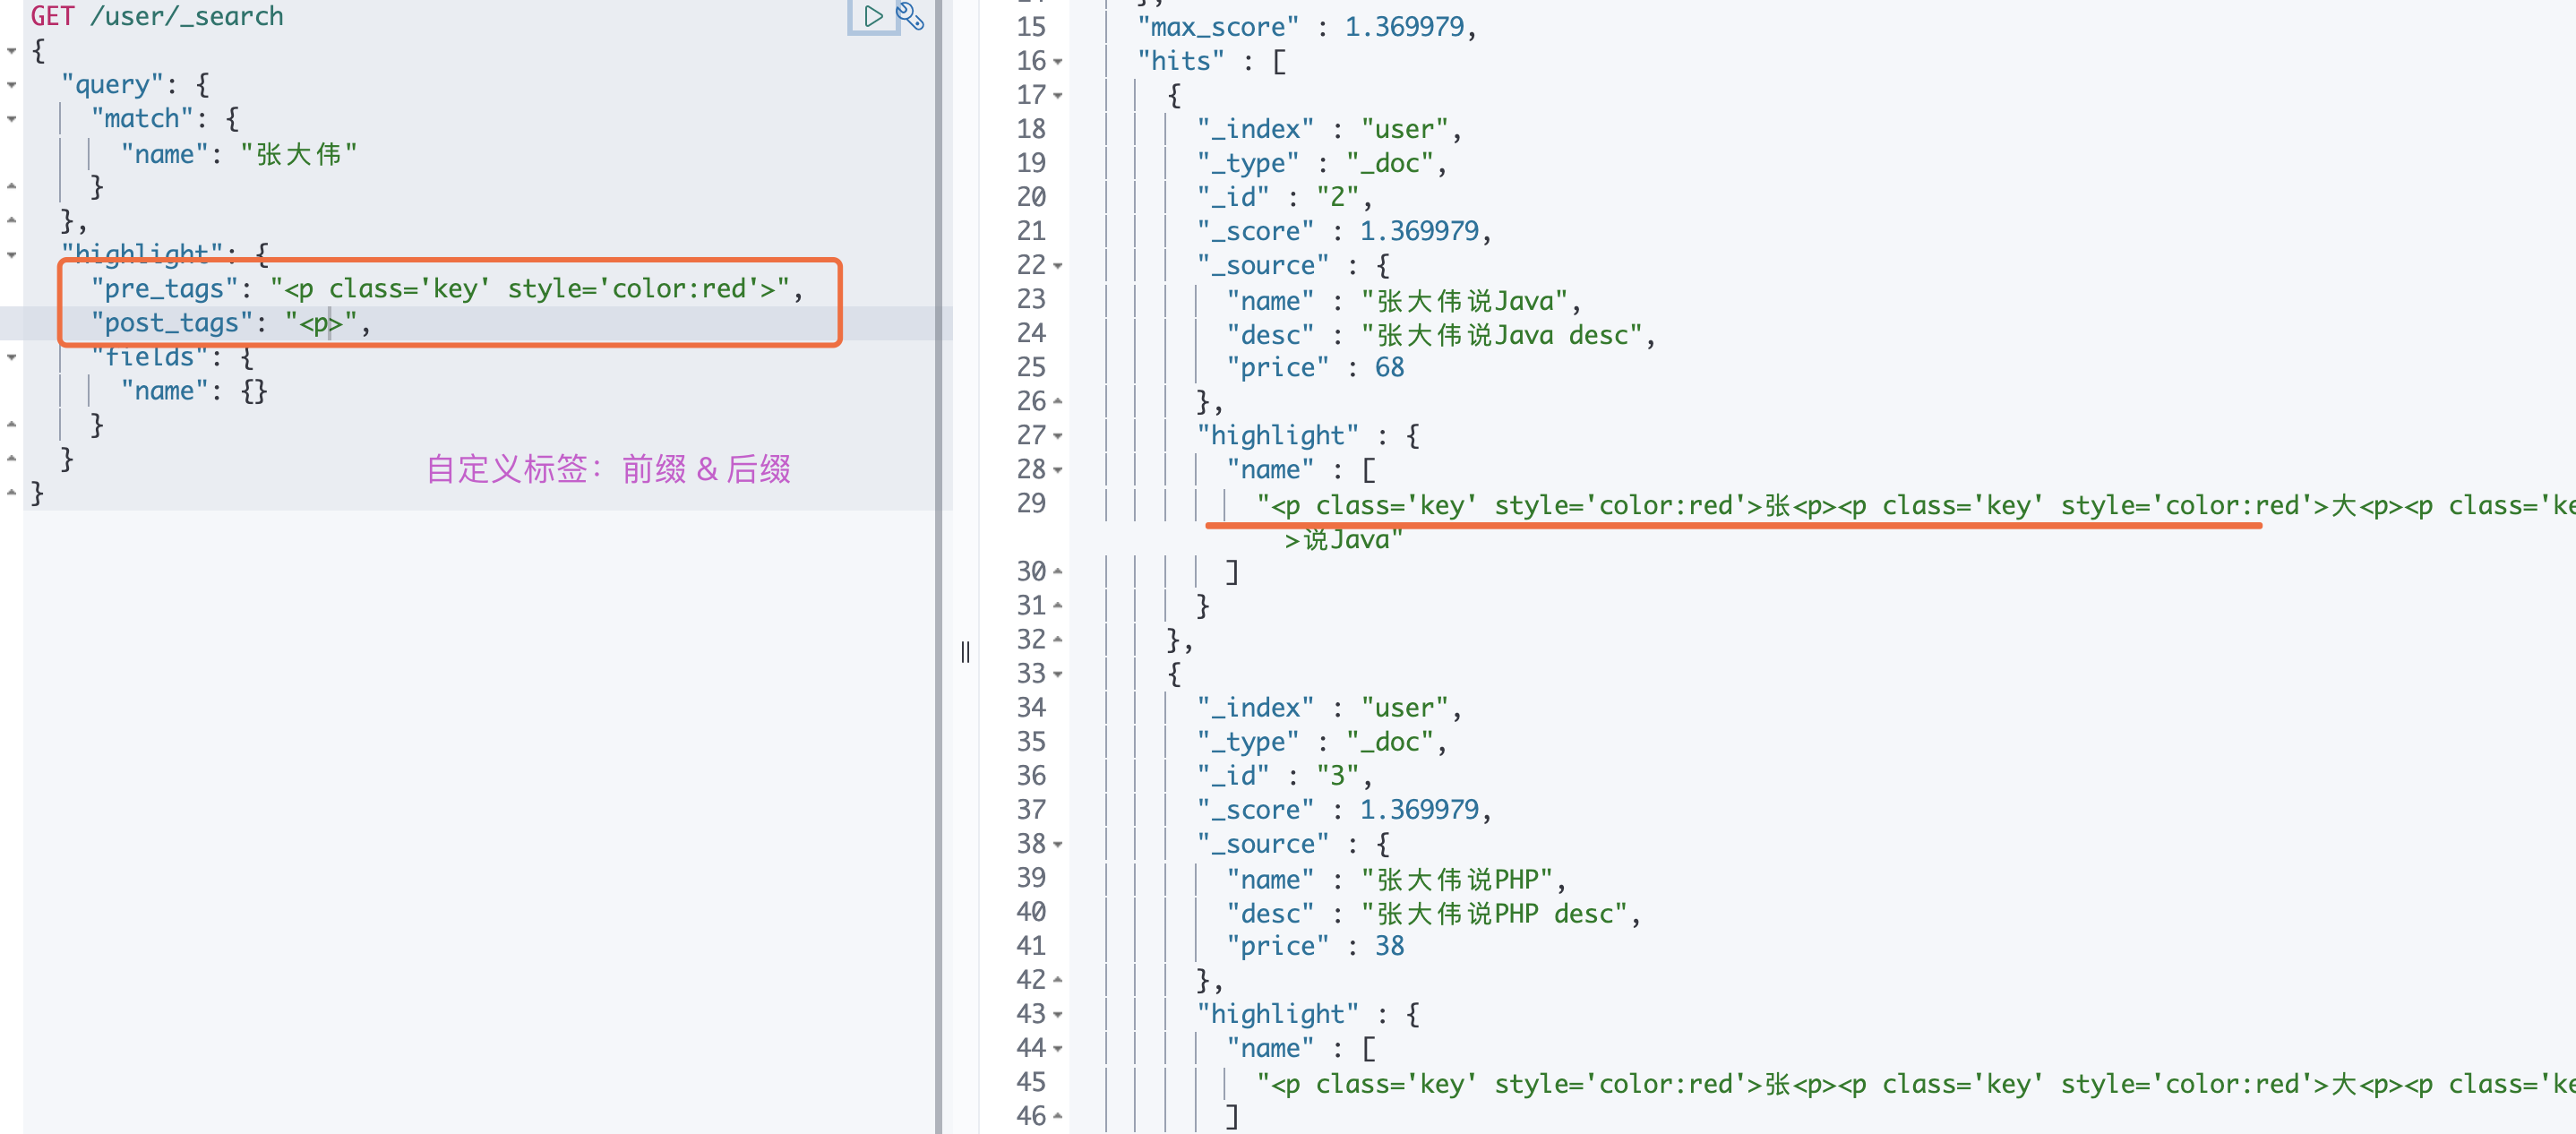 GET /user/_search
{
"query": {
"match": {
"name": "张大伟"
}
},
"highlight": {
"pre_tags": "<p class='key' style='color:red'>",
"post_tags": "<p>",
"fields": {
"name": {}
}
}
}
自定义标签：前缀 & 后缀
15 "max_score" : 1.369979,
16 "hits" : [
17 {
18 "_index" : "user",
19 "_type" : "_doc",
20 "_id" : "2",
21 "_score" : 1.369979,
22 "_source" : {
23 "name" : "张大伟说Java",
24 "desc" : "张大伟说Java desc",
25 "price" : 68
26 },
27 "highlight" : {
28 "name" : [
29 "<p class='key' style='color:red'>张<p><p class='key' style='color:red'>大<p><p class='ke
>说Java"
30 ]
31 }
32 },
33 {
34 "_index" : "user",
35 "_type" : "_doc",
36 "_id" : "3",
37 "_score" : 1.369979,
38 "_source" : {
39 "name" : "张大伟说PHP",
40 "desc" : "张大伟说PHP desc",
41 "price" : 38
42 },
43 "highlight" : {
44 "name" : [
45 "<p class='key' style='color:red'>张<p><p class='key' style='color:red'>大<p><p class='ke
46 ]